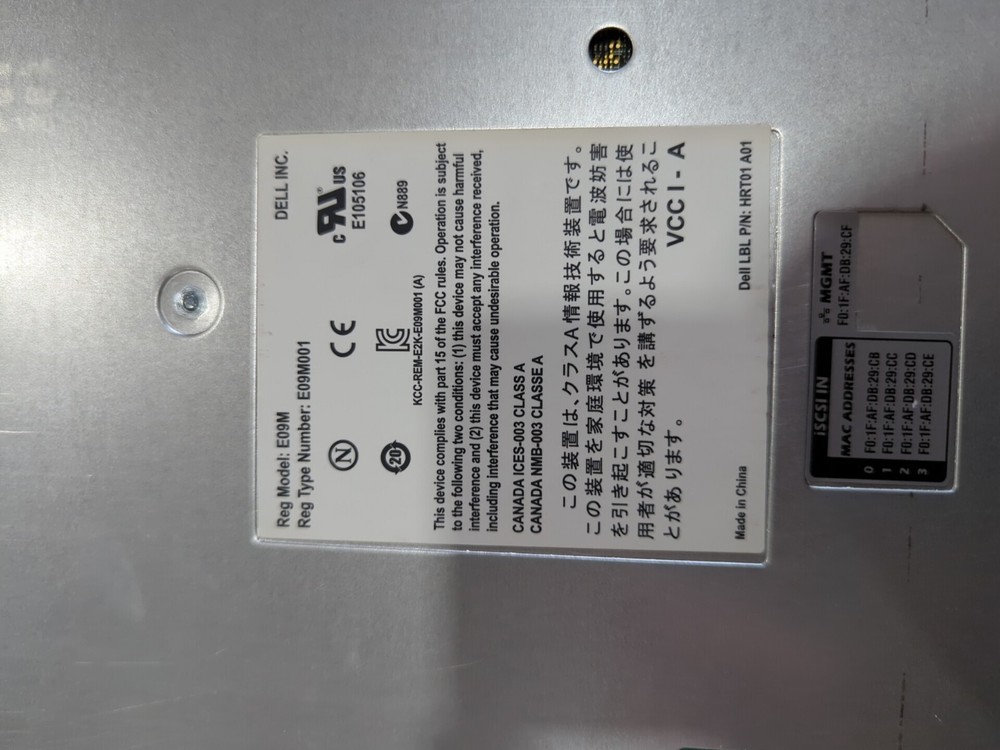 DELL INC.
Reg Model: E09M
Reg Type Number: E09M001
N
CE
c RU US
E105106
20
KCC-REM-E2K-E09M001 (A)
N889
This device complies with part 15 of the FCC rules. Operation is subject
to the following two conditions: (1) this device may not cause harmful
interference and (2) this device must accept any interference received,
including interference that may cause undesirable operation.
CANADA ICES-003 CLASS A
CANADA NMB-003 CLASSE A
この装置は、クラスA情報技術装置です。
この装置を家庭環境で使用すると電波妨害
を引き起こすことがあります。この場合には使
用者が適切な対策 を講ずるよう要求されるこ
とがあります。
VCCI-A
Made in China
Dell LBL P/N: HRT01 A01
iSCSI IN
MAC ADDRESSES
0 F0:1F:AF:DB:29:CB
1 F0:1F:AF:DB:29:CC
2 F0:1F:AF:DB:29:CD
3 F0:1F:AF:DB:29:CE
MGMT
F0:1F:AF:DB:29:CF